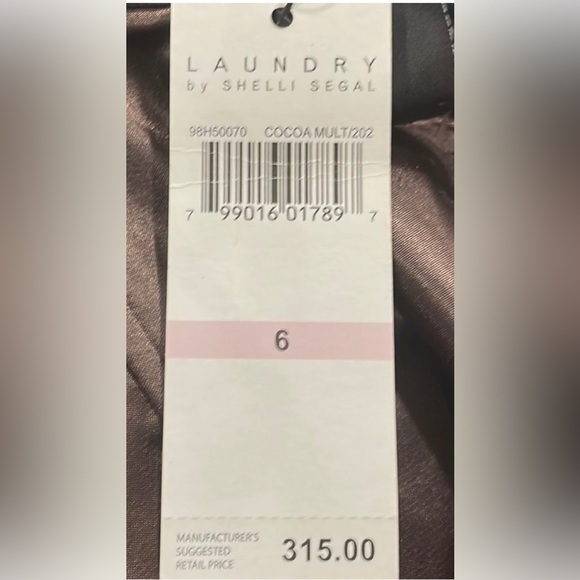 LAUNDRY
by SHELLI SEGAL
98H50070 COCOA MULT/202
7 99016 01789 7
6
MANUFACTURER'S
SUGGESTED
RETAIL PRICE 315.00